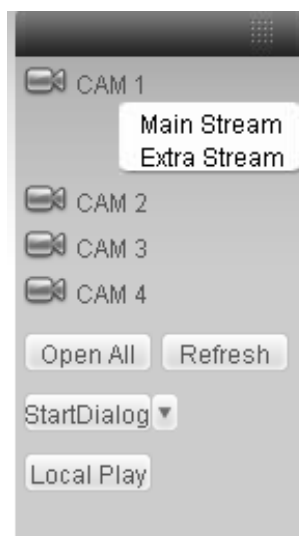 CAM 1
Main Stream
Extra Stream
CAM 2
CAM 3
CAM 4
Open All Refresh
StartDialog
Local Play